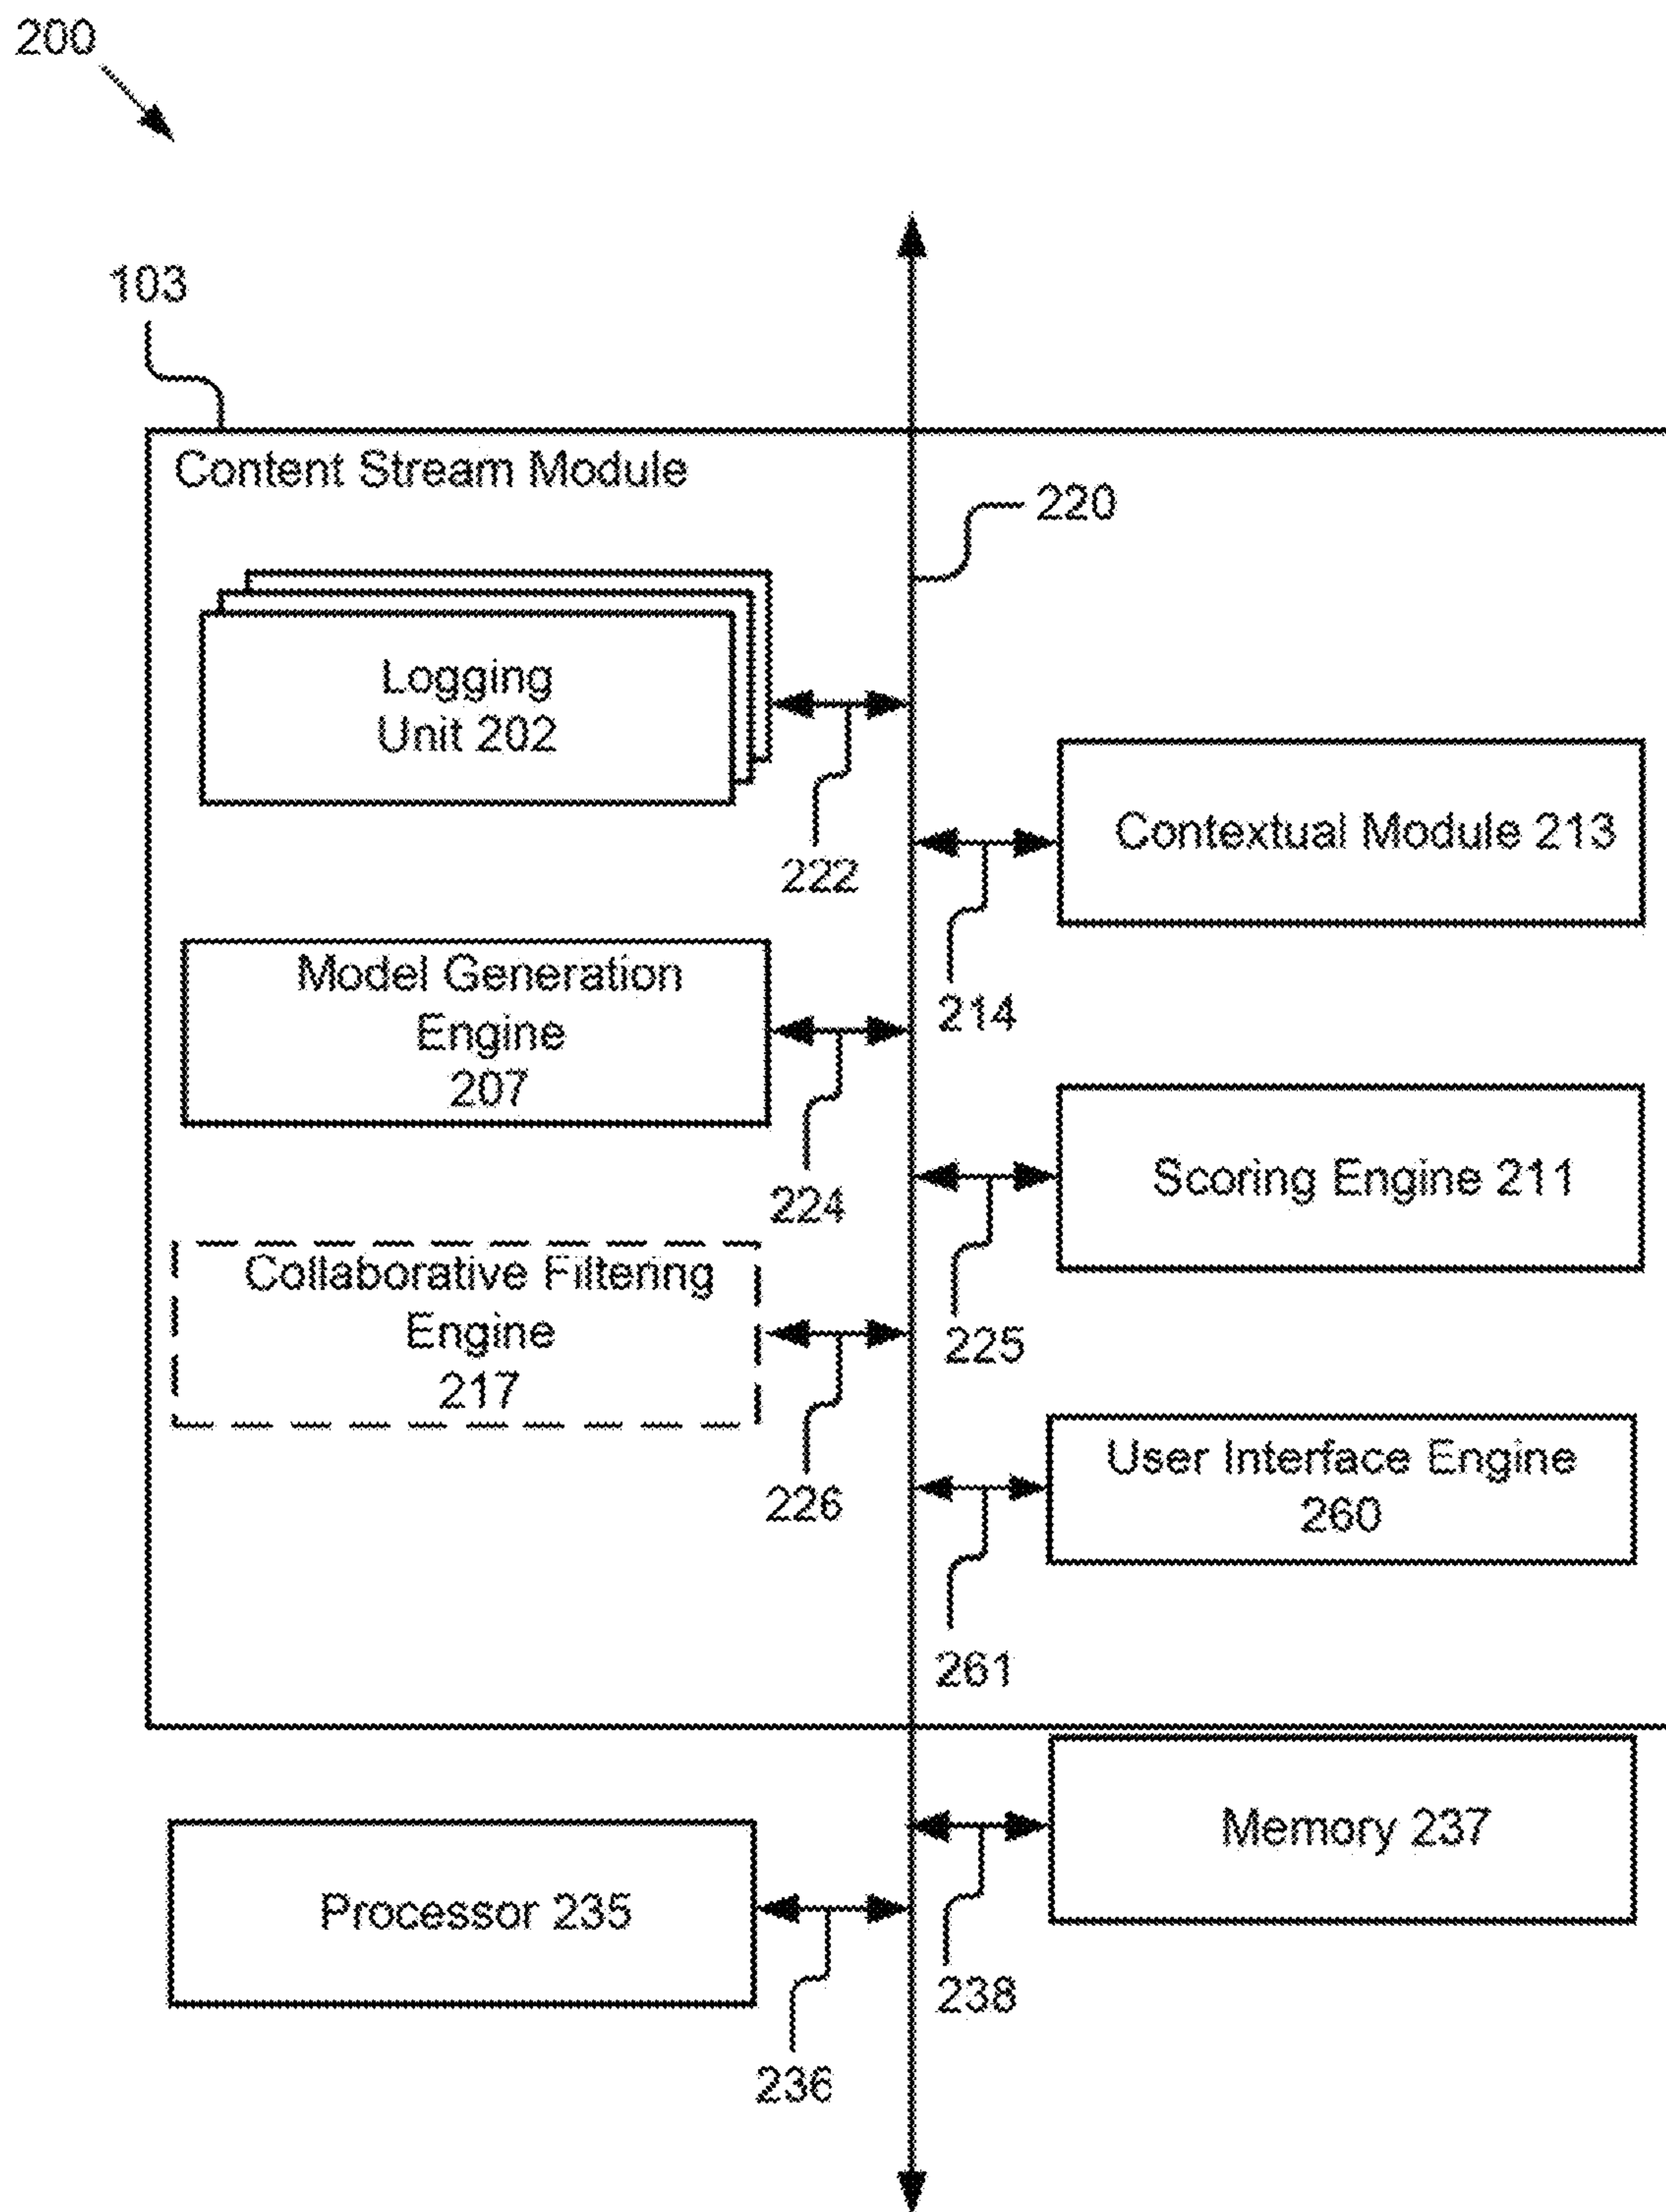 200
103
Content Stream Module
220
Logging
Unit 202
222
Contextual Module 213
214
Model Generation
Engine
207
224
Scoring Engine 211
225
Collaborative Filtering
Engine
217
226
User Interface Engine
260
261
Memory 237
238
Processor 235
236